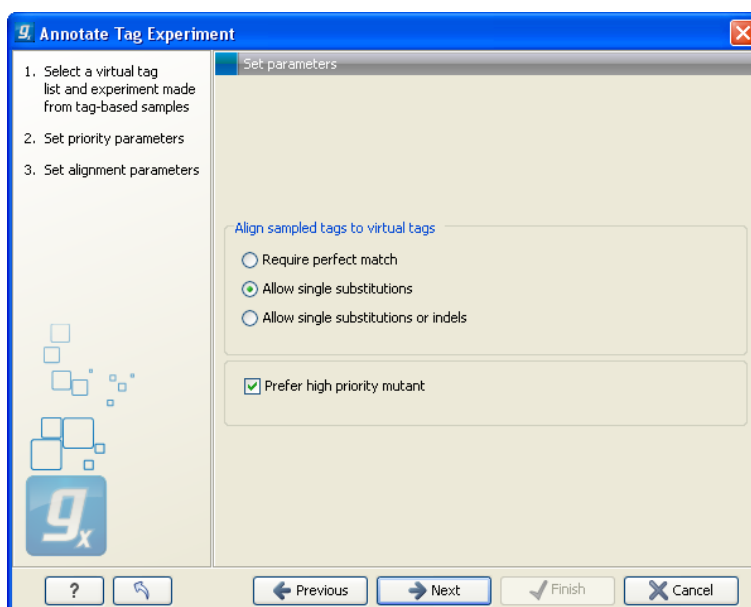 Annotate Tag Experiment
1. Select a virtual tag
list and experiment made
from tag-based samples
2. Set priority parameters
3. Set alignment parameters
Set parameters
Align sampled tags to virtual tags
Require perfect match
Allow single substitutions
Allow single substitutions or indels
Prefer high priority mutant
gx
?
Previous
Next
Finish
Cancel